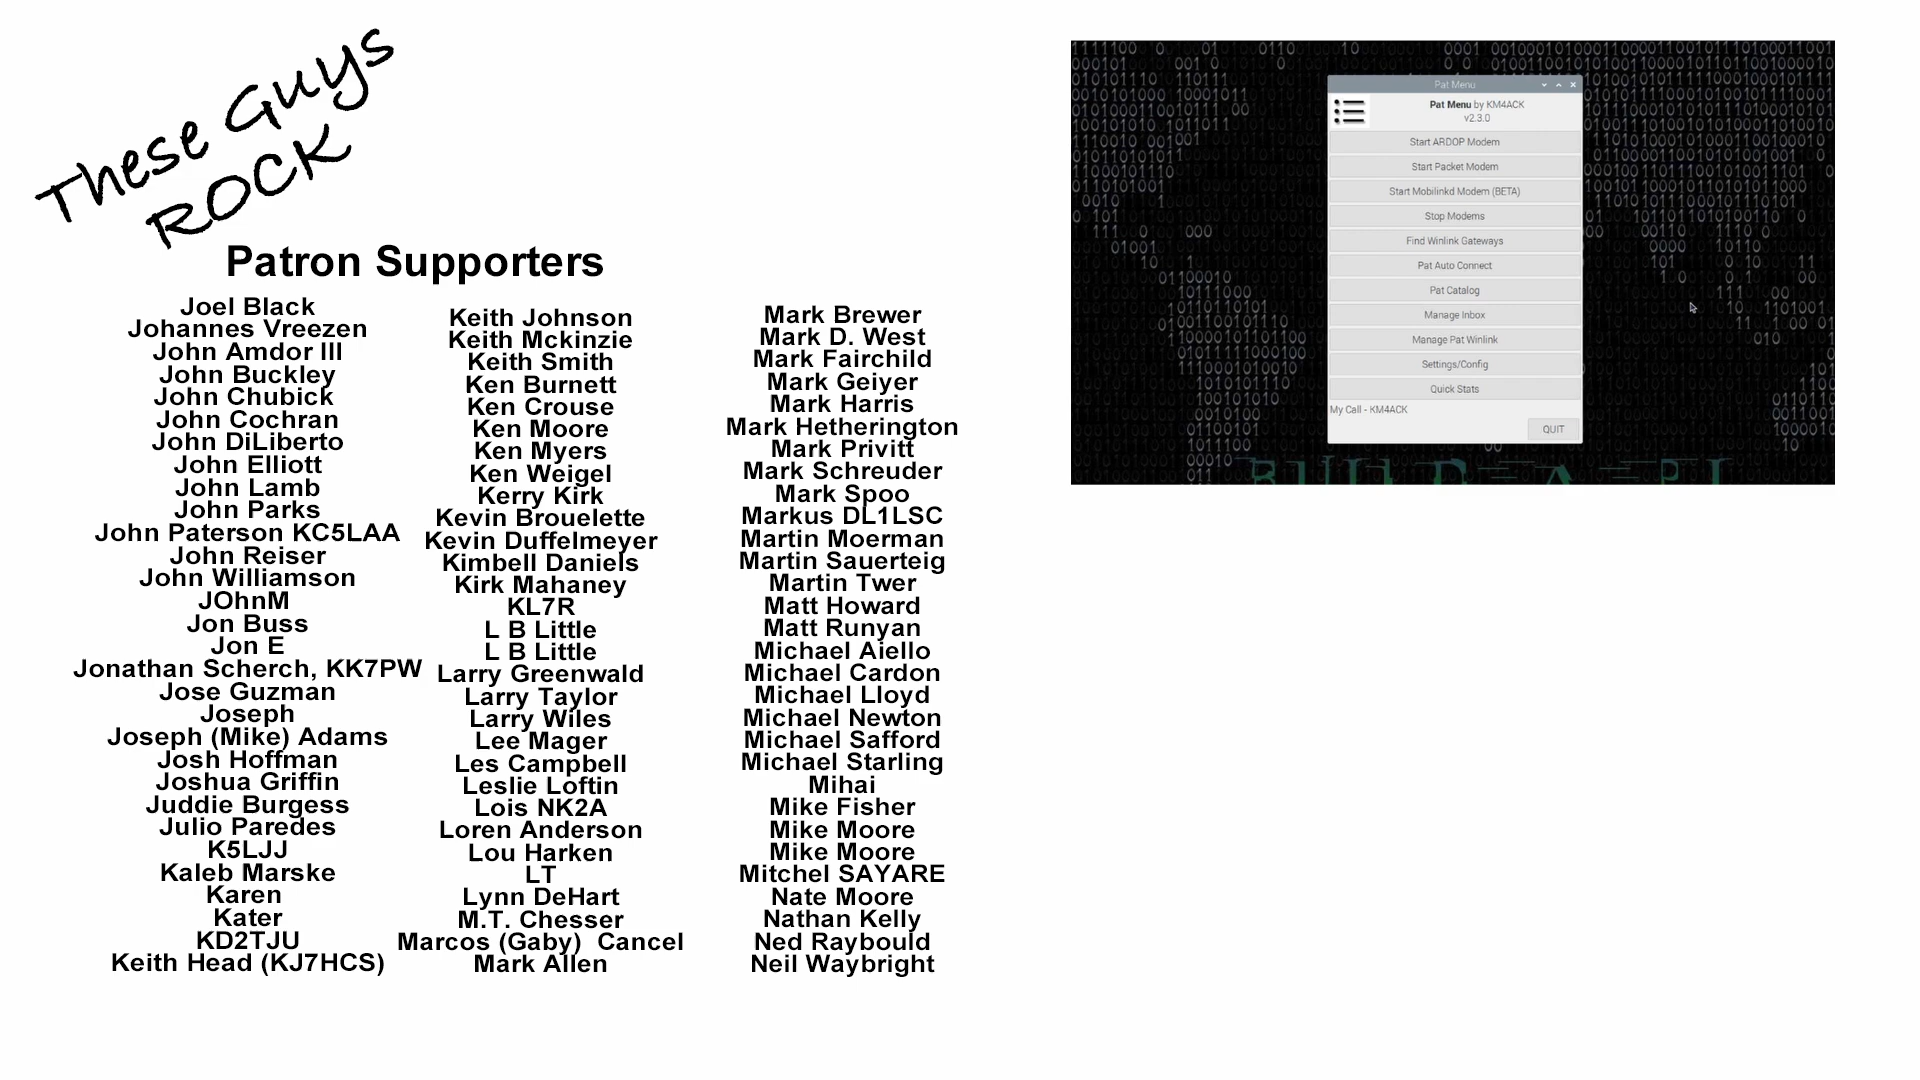 These Guys
ROCK
Patron Supporters
Joel Black
Johannes Vreezen
John Amdor III
John Buckley
John Chubick
John Cochran
John DiLiberto
John Elliott
John Lamb
John Parks
John Paterson KC5LAA
John Reiser
John Williamson
JOhnM
Jon Buss
Jon E
Jonathan Scherch, KK7PW
Jose Guzman
Joseph
Joseph (Mike) Adams
Josh Hoffman
Joshua Griffin
Juddie Burgess
Julio Paredes
K5LJJ
Kaleb Marske
Karen
Kater
KD2TJU
Keith Head (KJ7HCS)
Keith Johnson
Keith Mckinzie
Keith Smith
Ken Burnett
Ken Crouse
Ken Moore
Ken Myers
Ken Weigel
Kerry Kirk
Kevin Brouelette
Kevin Duffelmeyer
Kimbell Daniels
Kirk Mahaney
KL7R
L B Little
L B Little
Larry Greenwald
Larry Taylor
Larry Wiles
Lee Mager
Les Campbell
Leslie Loftin
Lois NK2A
Loren Anderson
Lou Harken
LT
Lynn DeHart
M.T. Chesser
Marcos (Gaby)  Cancel
Mark Allen
Mark Brewer
Mark D. West
Mark Fairchild
Mark Geiyer
Mark Harris
Mark Hetherington
Mark Privitt
Mark Schreuder
Mark Spoo
Markus DL1LSC
Martin Moerman
Martin Sauerteig
Martin Twer
Matt Howard
Matt Runyan
Michael Aiello
Michael Cardon
Michael Lloyd
Michael Newton
Michael Safford
Michael Starling
Mihai
Mike Fisher
Mike Moore
Mike Moore
Mitchel SAYARE
Nate Moore
Nathan Kelly
Ned Raybould
Neil Waybright
Pat Menu
Pat Menu by KM4ACK
v2.3.0
Start ARDOP Modem
Start Packet Modem
Start Mobilinkd Modem (BETA)
Stop Modems
Find Winlink Gateways
Pat Auto Connect
Pat Catalog
Manage Inbox
Manage Pat Winlink
Settings/Config
Quick Stats
My Call - KM4ACK
QUIT